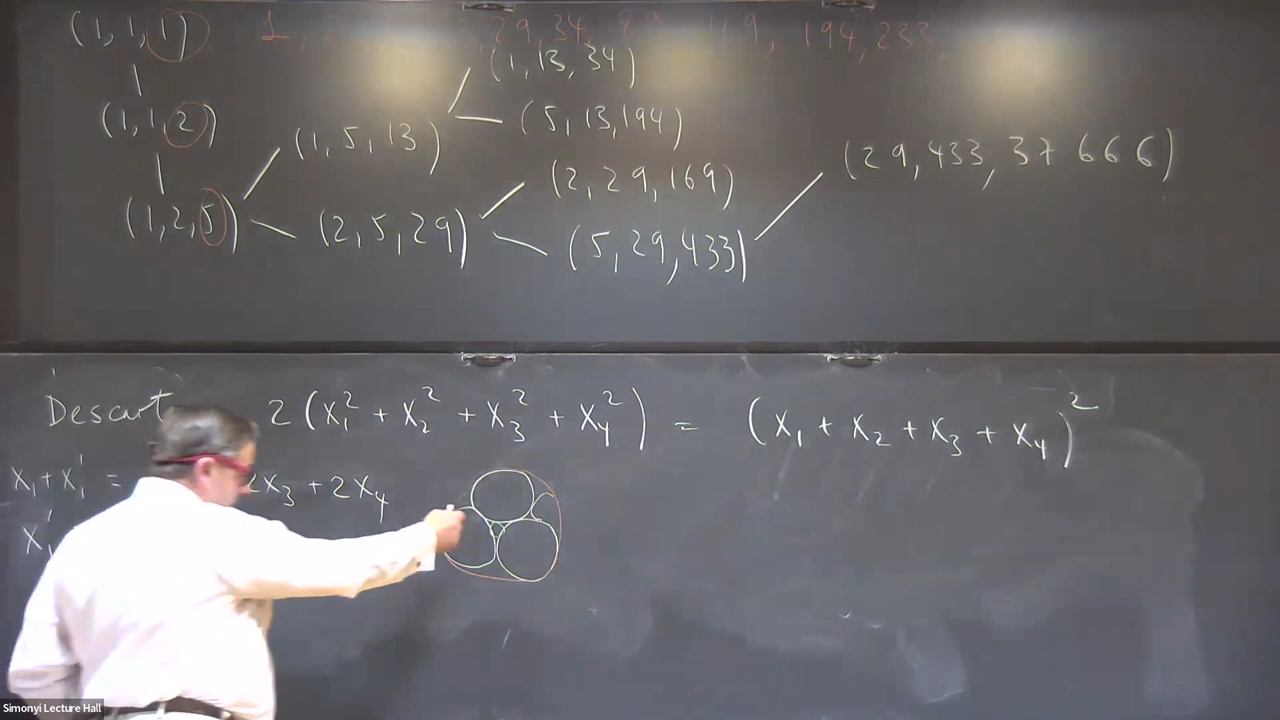 (1, 1, 1) 1, 29, 34, 169, 194, 233,
(1, 13, 34)
(1, 1, 2) (1, 5, 13) (5, 13, 194)
(29, 433, 37 666)
(2, 29, 169)
(1, 2, 5) (2, 5, 29) (5, 29, 433)
2(x₁² + x₂² + x₃² + x₄²) = (x₁ + x₂ + x₃ + x₄)²
x₁ + x₁' = 2x₃ + 2x₄
x₁'
Simonyi Lecture Hall